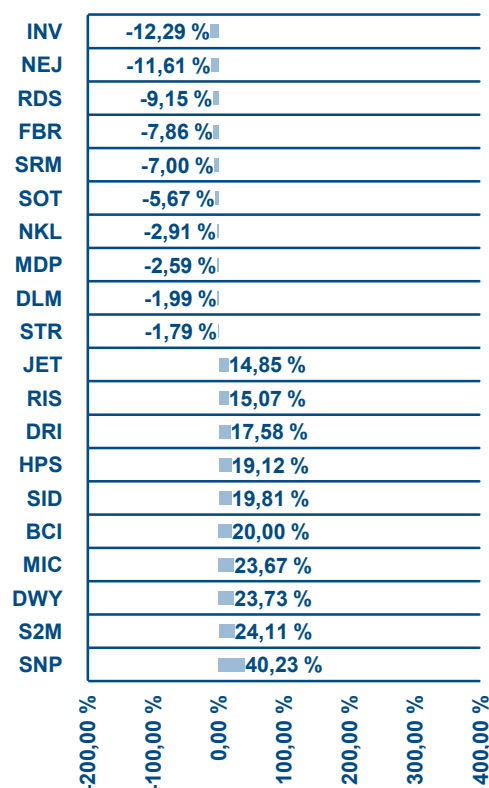 INV -12,29 %
NEJ -11,61 %
RDS -9,15 %
FBR -7,86 %
SRM -7,00 %
SOT -5,67 %
NKL -2,91 %
MDP -2,59 %
DLM -1,99 %
STR -1,79 %
JET 14,85 %
RIS 15,07 %
DRI 17,58 %
HPS 19,12 %
SID 19,81 %
BCI 20,00 %
MIC 23,67 %
DWY 23,73 %
S2M 24,11 %
SNP 40,23 %
-200,00 %
-100,00 %
0,00 %
100,00 %
200,00 %
300,00 %
400,00 %